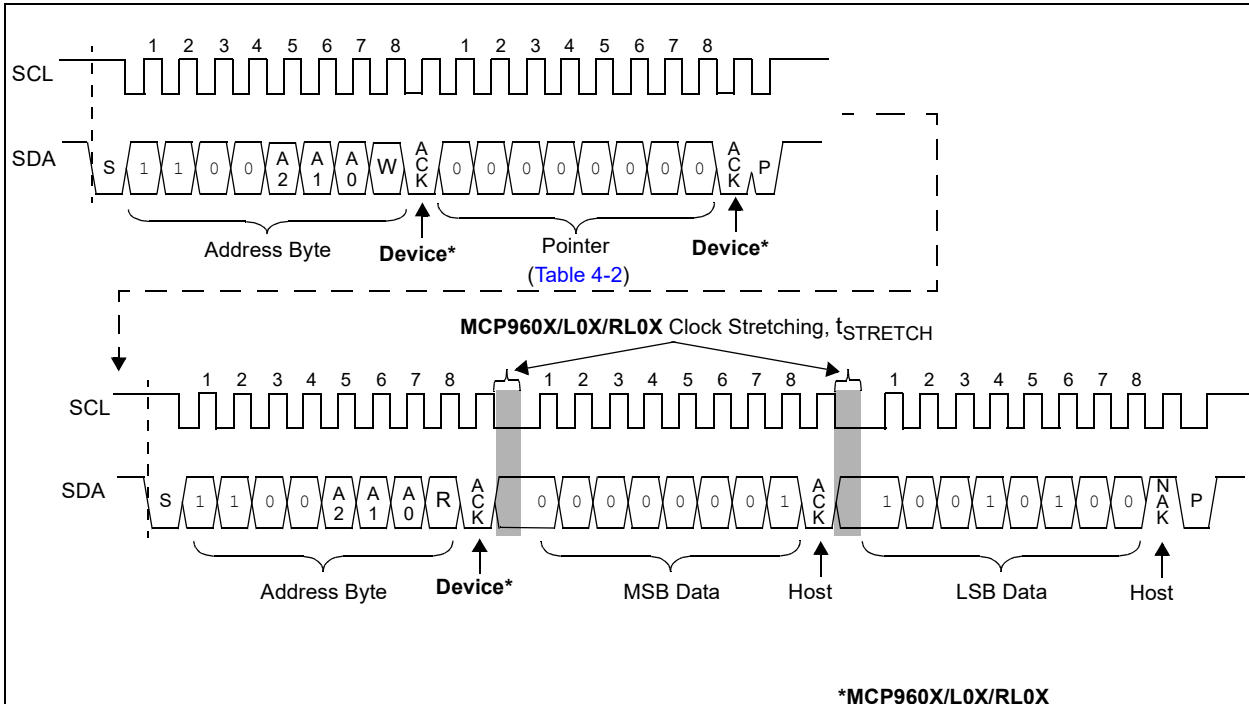 1 2 3 4 5 6 7 8 1 2 3 4 5 6 7 8
SCL
SDA S 1 1 0 0 A2 A1 A0 W ACK 0 0 0 0 0 0 0 0 ACK P
Address Byte Device* Pointer Device*
(Table 4-2)
MCP960X/L0X/RL0X Clock Stretching, tSTRETCH
1 2 3 4 5 6 7 8 1 2 3 4 5 6 7 8 1 2 3 4 5 6 7 8
SCL
SDA S 1 1 0 0 A2 A1 A0 R ACK 0 0 0 0 0 0 0 1 ACK 1 0 0 1 0 1 0 0 NAK P
Address Byte Device* MSB Data Host LSB Data Host
*MCP960X/L0X/RL0X